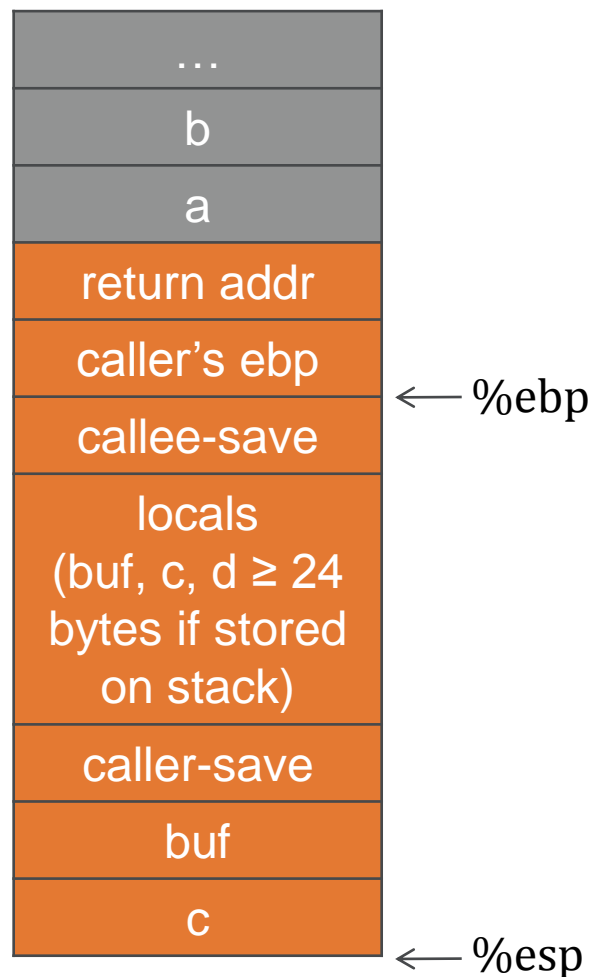 …
b
a
return addr
caller’s ebp
%ebp
callee-save
locals
(buf, c, d ≥ 24
bytes if stored
on stack)
caller-save
buf
c
%esp